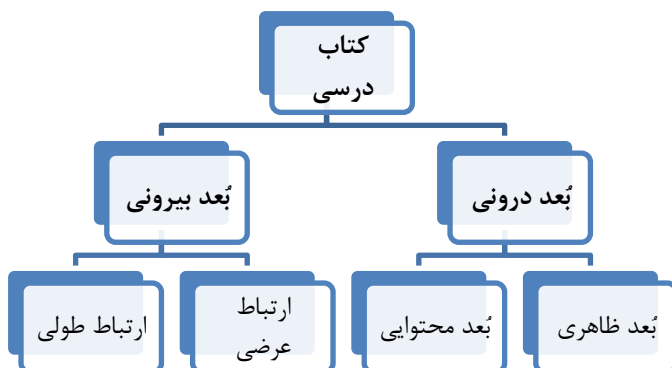 کتاب
درسی
بُعد درونی
بُعد بیرونی
بُعد ظاهری
بُعد محتوایی
ارتباط
عرضی
ارتباط طولی